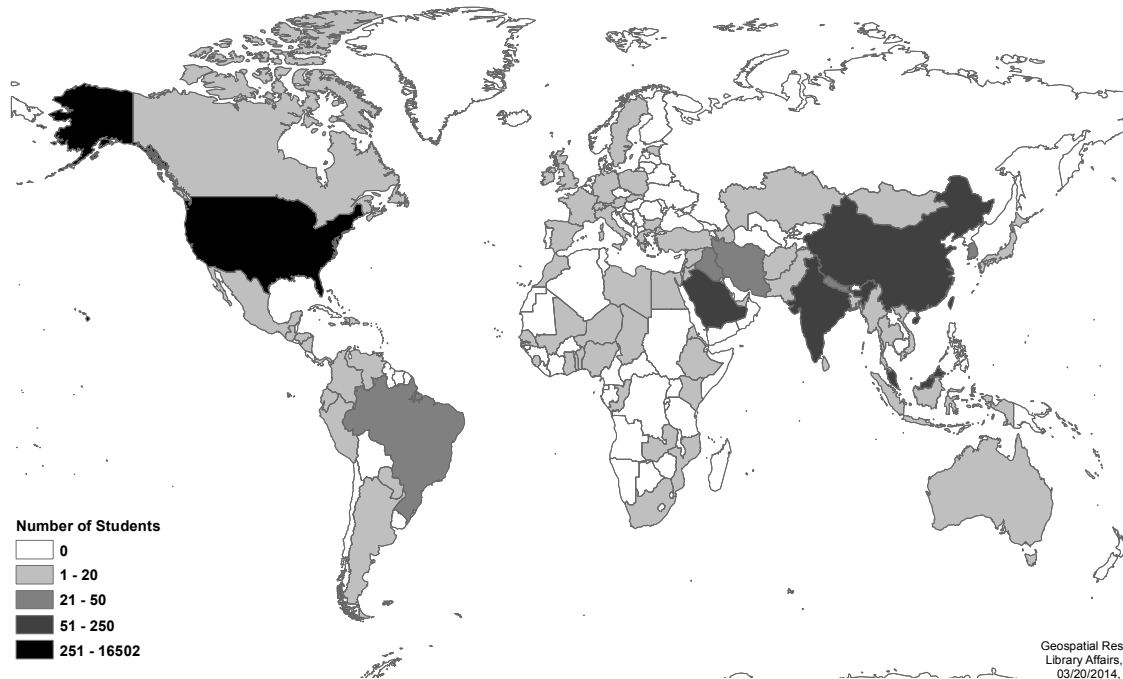 Number of Students
0
1 - 20
21 - 50
51 - 250
251 - 16502
Geospatial Res
Library Affairs,
03/20/2014,